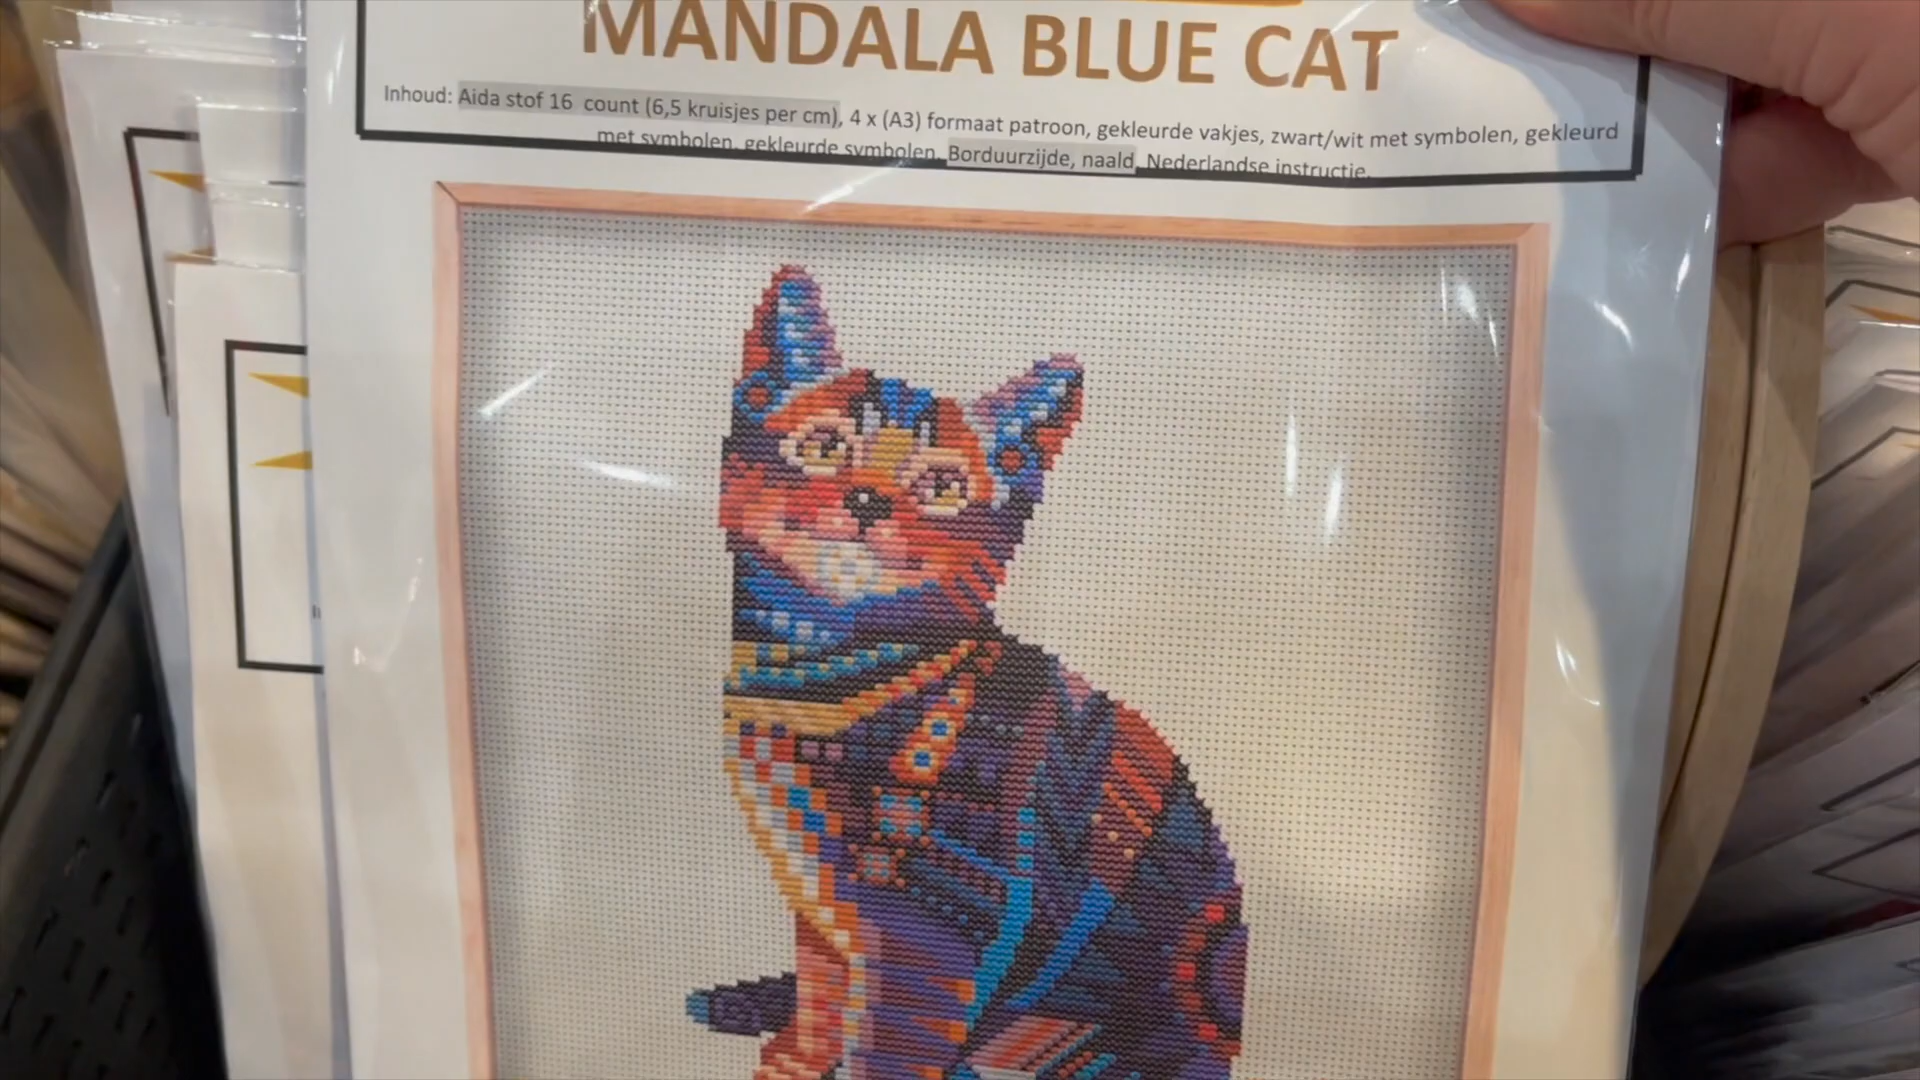 MANDALA BLUE CAT
Inhoud: Aida stof 16 count (6,5 kruisjes per cm), 4 x (A3) formaat patroon, gekleurde vakjes, zwart/wit met symbolen, gekleurd
met symbolen, gekleurde symbolen, Borduurzijde, naald, Nederlandse instructie.